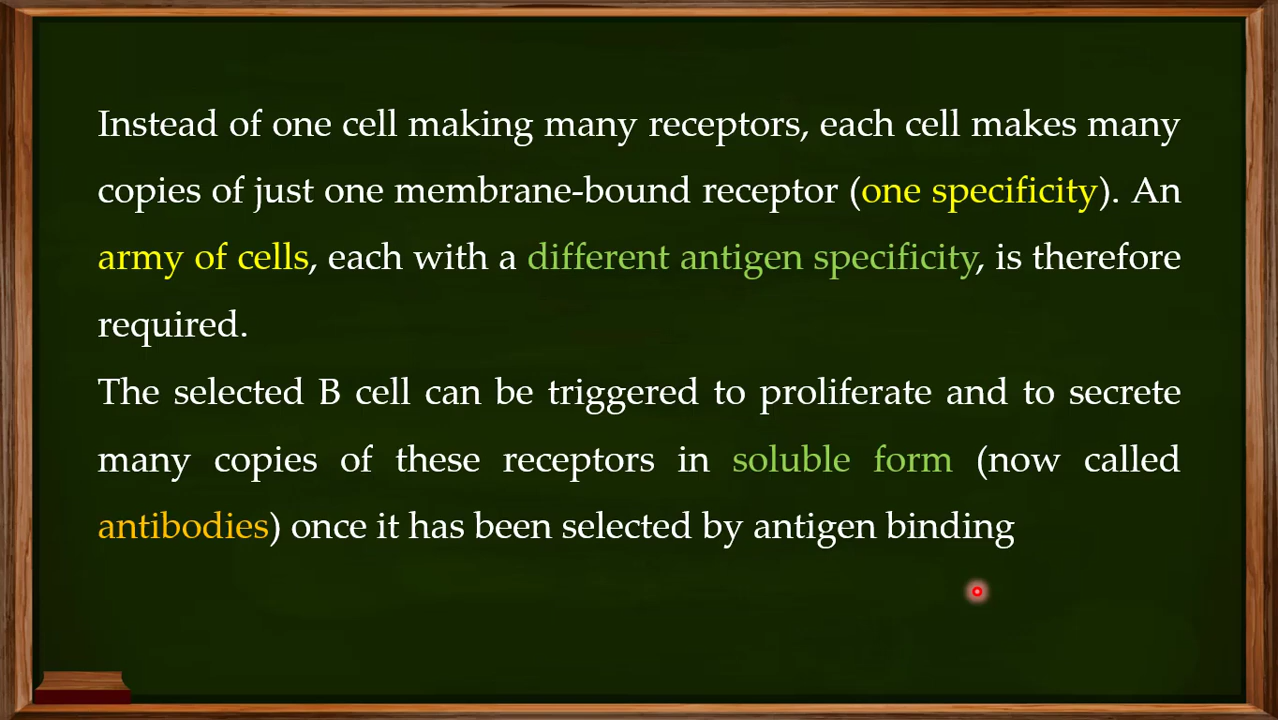 Instead of one cell making many receptors, each cell makes many
copies of just one membrane-bound receptor (one specificity). An
army of cells, each with a different antigen specificity, is therefore
required.
The selected B cell can be triggered to proliferate and to secrete
many copies of these receptors in soluble form (now called
antibodies) once it has been selected by antigen binding